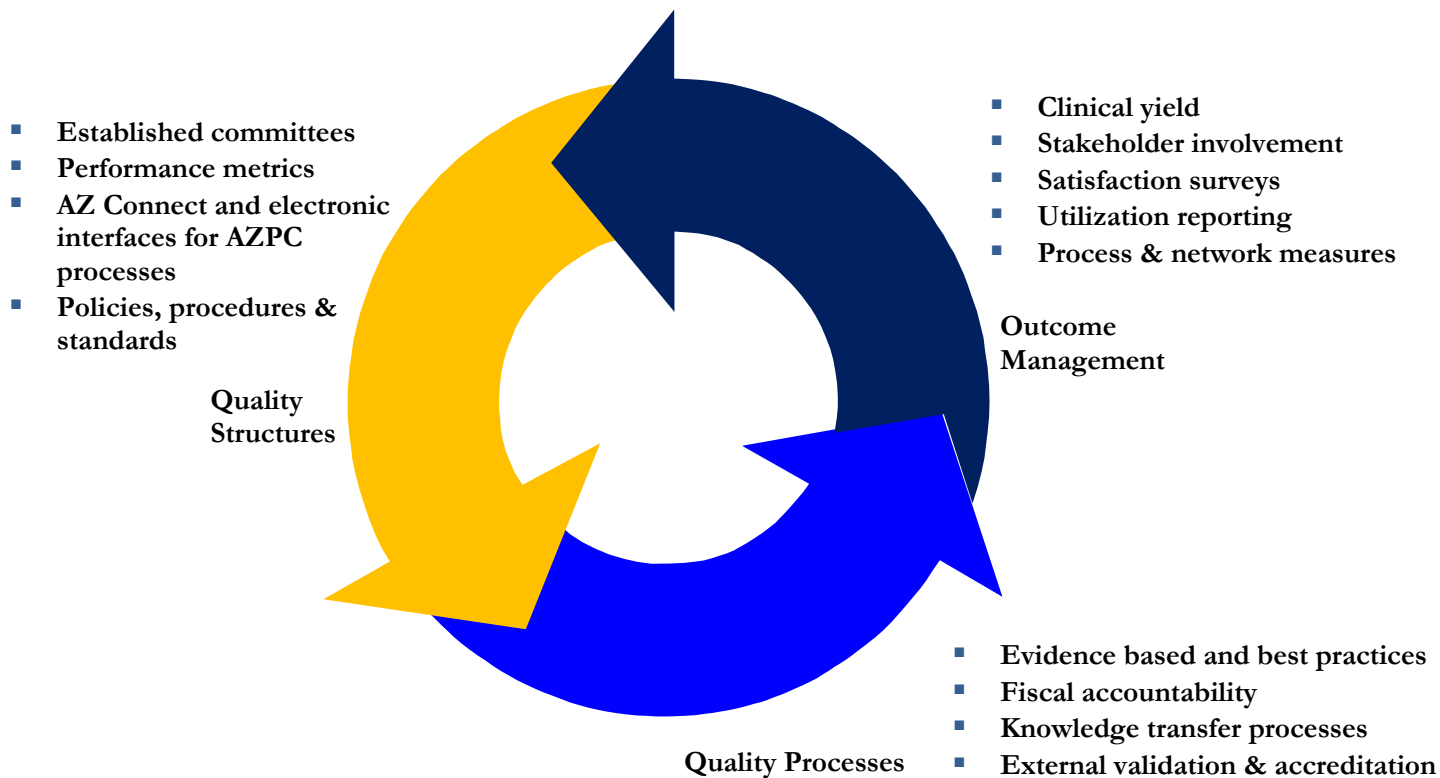 ▪ Established committees
▪ Performance metrics
▪ AZ Connect and electronic
interfaces for AZPC
processes
▪ Policies, procedures &
standards
Quality
Structures
▪ Clinical yield
▪ Stakeholder involvement
▪ Satisfaction surveys
▪ Utilization reporting
▪ Process & network measures
Outcome
Management
▪ Evidence based and best practices
▪ Fiscal accountability
▪ Knowledge transfer processes
▪ External validation & accreditation
Quality Processes